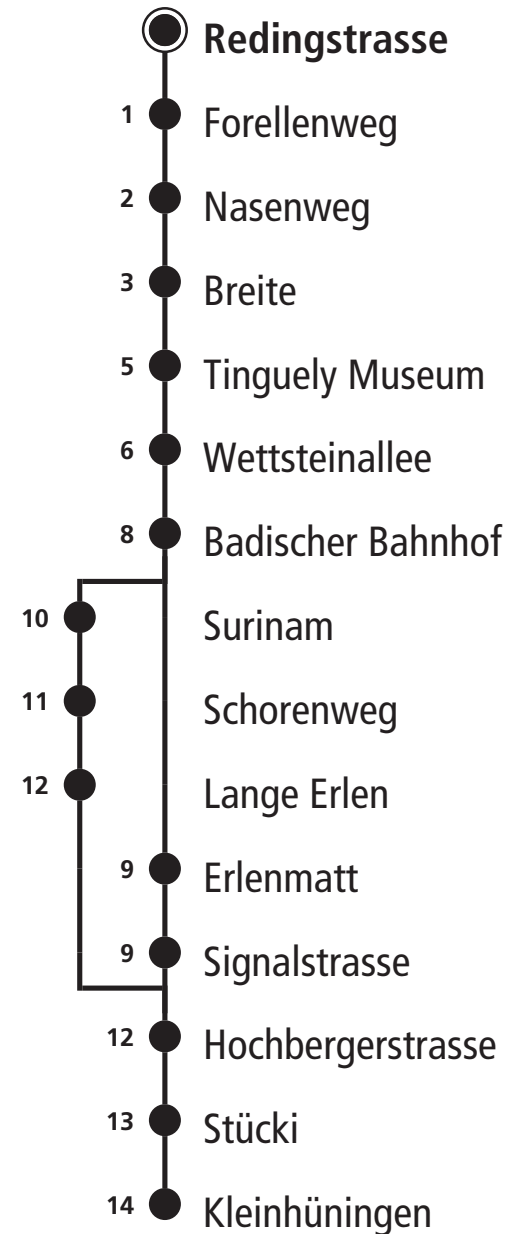 Redingstrasse
1 Forellenweg
2 Nasenweg
3 Breite
5 Tinguely Museum
6 Wettsteinallee
8 Badischer Bahnhof
10 Surinam
11 Schorenweg
12 Lange Erlen
9 Erlenmatt
9 Signalstrasse
12 Hochbergerstrasse
13 Stücki
14 Kleinhüningen